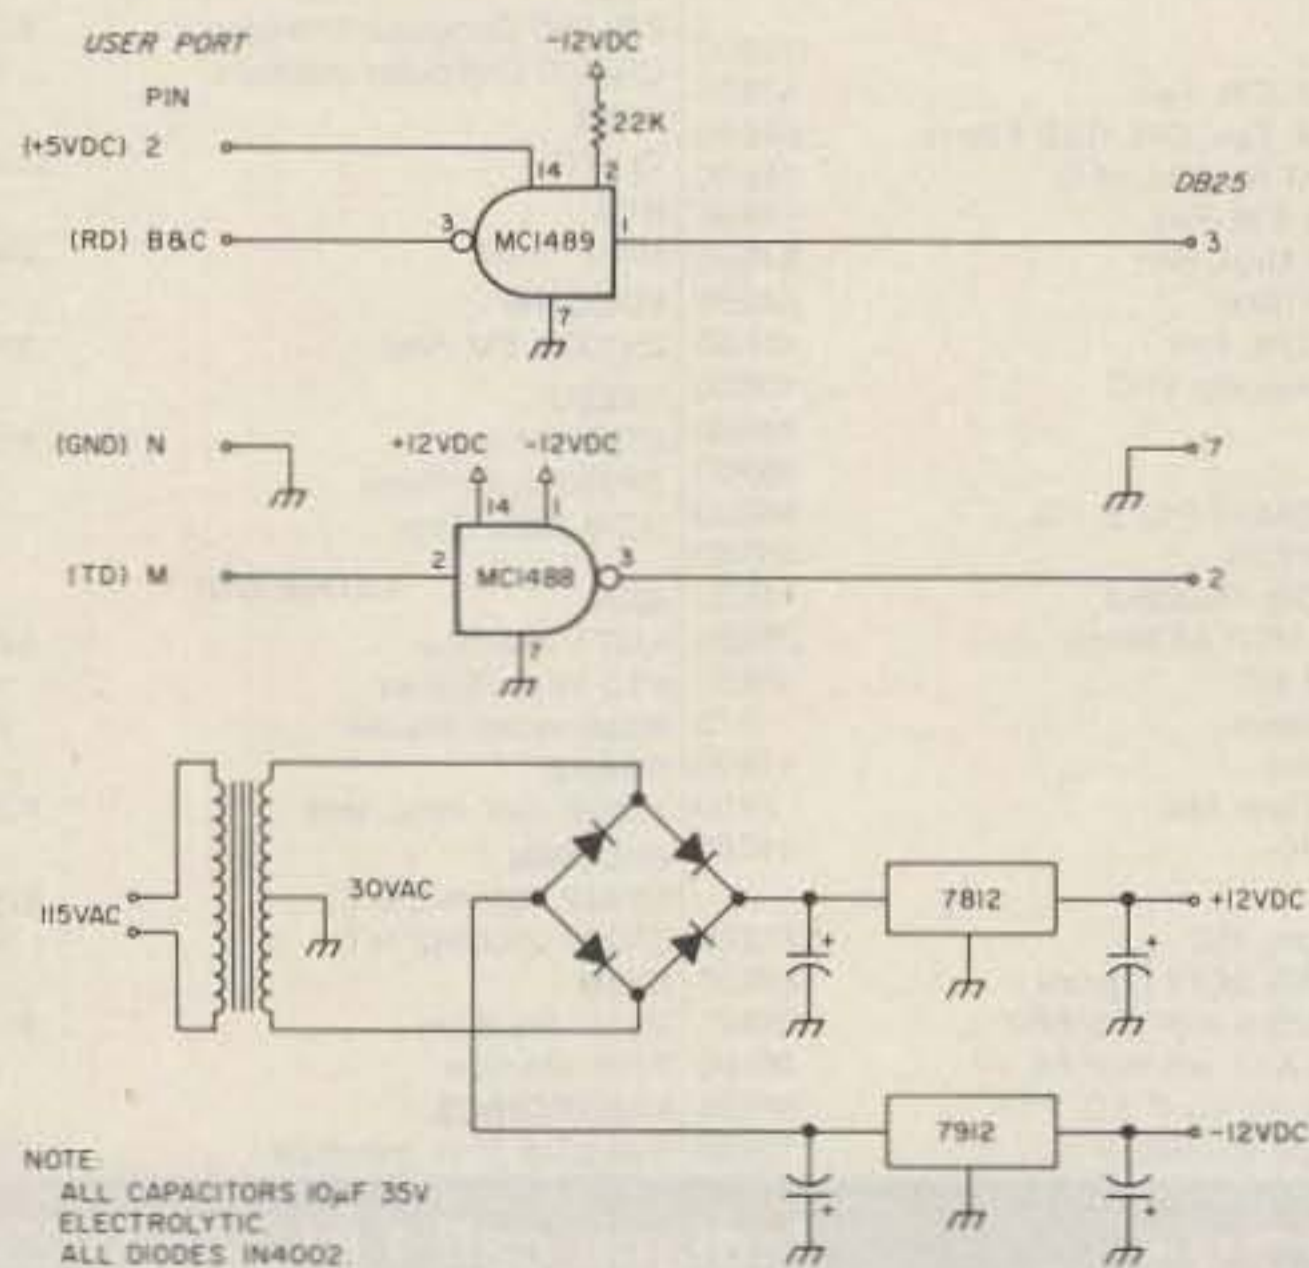 USER PORT
PIN
-12VDC
22K
(+5VDC) 2
14
2
DB25
(RD) B&C
3
MC1489
1
3
7
(GND) N
+12VDC
-12VDC
7
14
1
(TD) M
2
MC1488
3
2
7
115VAC
30VAC
+
7812
+
+12VDC
7912
-12VDC
+
+
NOTE:
ALL CAPACITORS 10µF 35V
ELECTROLYTIC.
ALL DIODES IN4002.